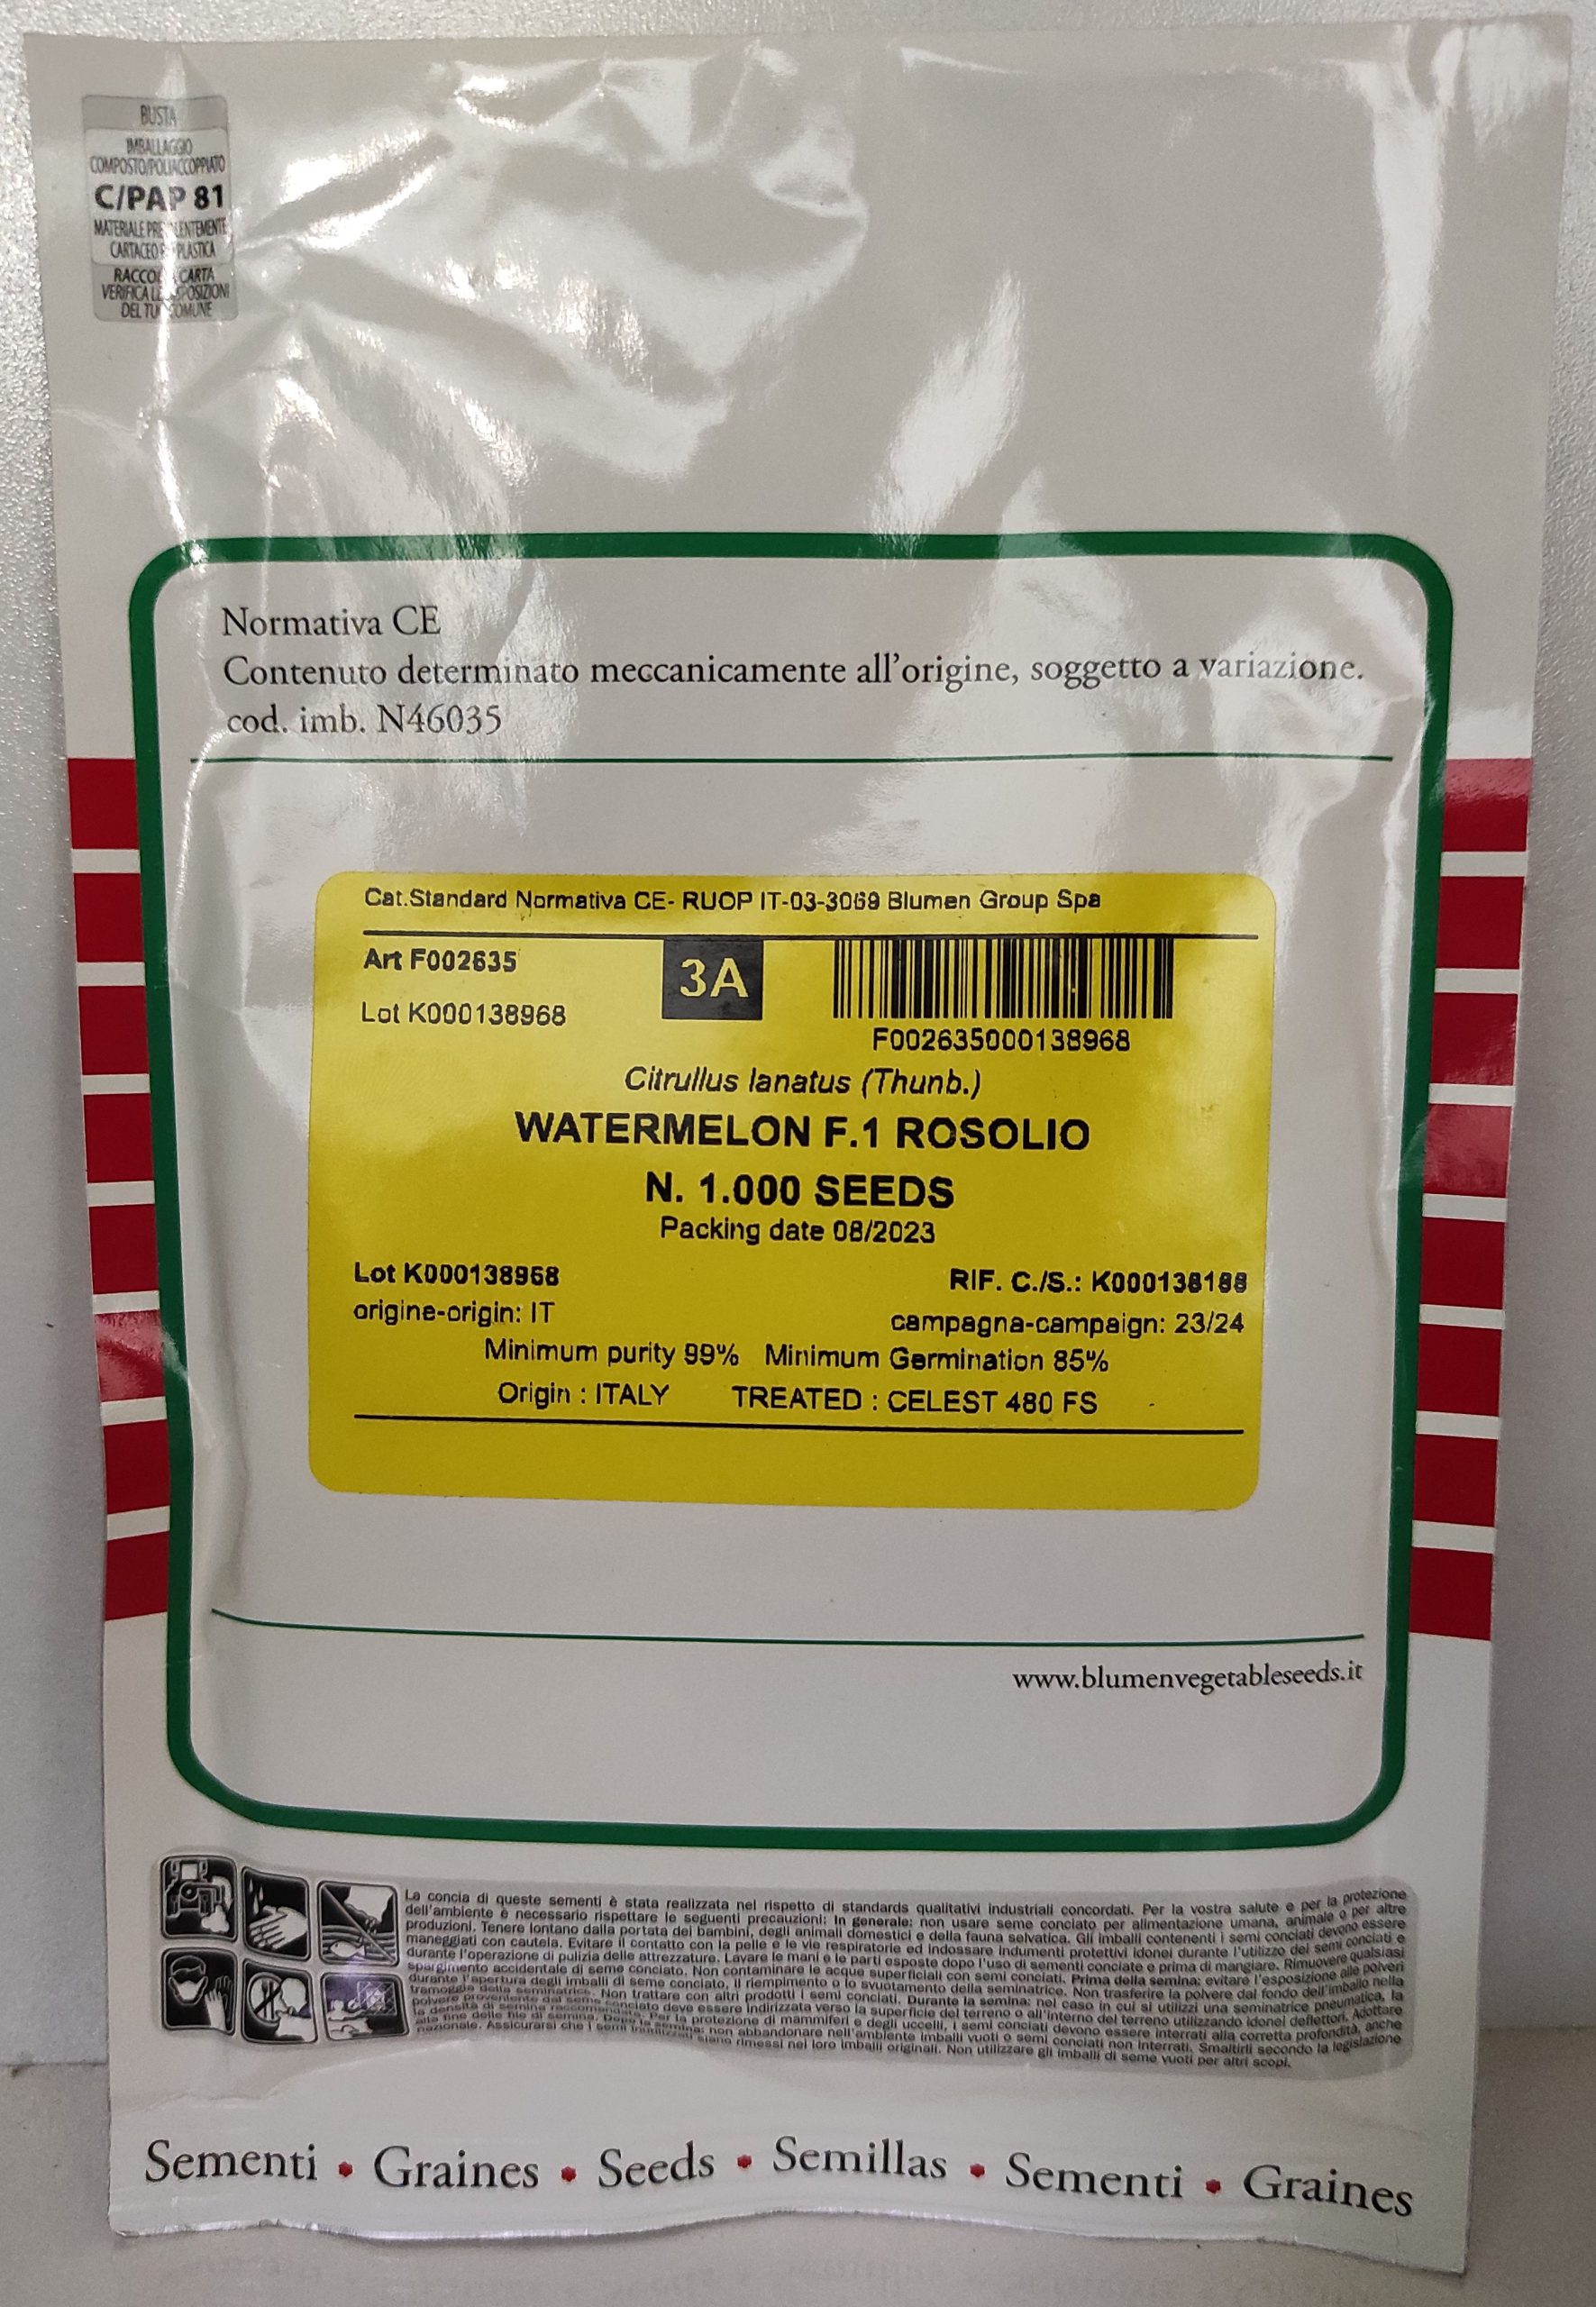 BUSTA
IMBALLAGGIO
COMPOSTO/POLIACCOPPIATO
C/PAP 81
CARTACEO PLASTICA
CARTA
VERIFICA
DEL COMUNE
Normativa CE
Contenuto determinato meccanicamente all'origine, soggetto a variazione.
cod. imb. N46035
Cat.Standard Normativa CE- RUOP IT-03-3069 Blumen Group Spa
Art F002635
3A
Lot K000138968
F002635000138968
Citrullus lanatus (Thunb.)
WATERMELON F.1 ROSOLIO
N. 1.000 SEEDS
Packing date 08/2023
Lot K000138968
RIF. C./S.: K000138188
origine-origin: IT
campagna-campaign: 23/24
Minimum purity 99% Minimum Germination 85%
Origin : ITALY TREATED : CELEST 480 FS
www.blumenvegetableseeds.it
La concia di queste sementi è stata realizzata nel rispetto di standards qualitativi industriali concordati. Per la vostra salute e per la protezione
dell'ambiente è necessario rispettare le seguenti precauzioni: In generale: non usare seme conciato per alimentazione umana, animale o per altre
produzioni. Tenere lontano dalla portata dei bambini, degli animali domestici e della fauna selvatica. Gli imballi contenenti i semi conciati devono essere
maneggiati con cautela. Evitare il contatto con la pelle e le vie respiratorie ed indossare indumenti protettivi idonei durante l'utilizzo dei semi conciati e
durante l'operazione di pulizia delle attrezzature. Lavare le mani e le parti esposte dopo l'uso di sementi conciate e prima di mangiare. Rimuovere qualsiasi
spargimento accidentale di seme conciato. Non contaminare le acque superficiali con semi conciati. Prima della semina: evitare l'esposizione alle polveri
durante l'apertura degli imballi di seme conciato, il riempimento o lo svuotamento della seminatrice. Non trasferire la polvere dal fondo dell'imballo nella
tramoggia della seminatrice. Non trattare con altri prodotti i semi conciati. Durante la semina: nel caso in cui si utilizzi una seminatrice pneumatica, la
polvere proveniente dal seme conciato deve essere indirizzata verso la superficie del terreno o all'interno del terreno utilizzando idonei deflettori. Adottare
la densità di semina raccomandata. Per la protezione di mammiferi e degli uccelli, i semi conciati devono essere interrati alla corretta profondità, anche
alla fine delle file di semina. Dopo la semina: non abbandonare nell'ambiente imballi vuoti o semi conciati non interrati. Smaltirli secondo la legislazione
nazionale. Assicurarsi che i semi siano rimessi nei loro imballi originali. Non utilizzare gli imballi di seme vuoti per altri scopi.
Sementi • Graines • Seeds • Semillas • Sementi • Graines